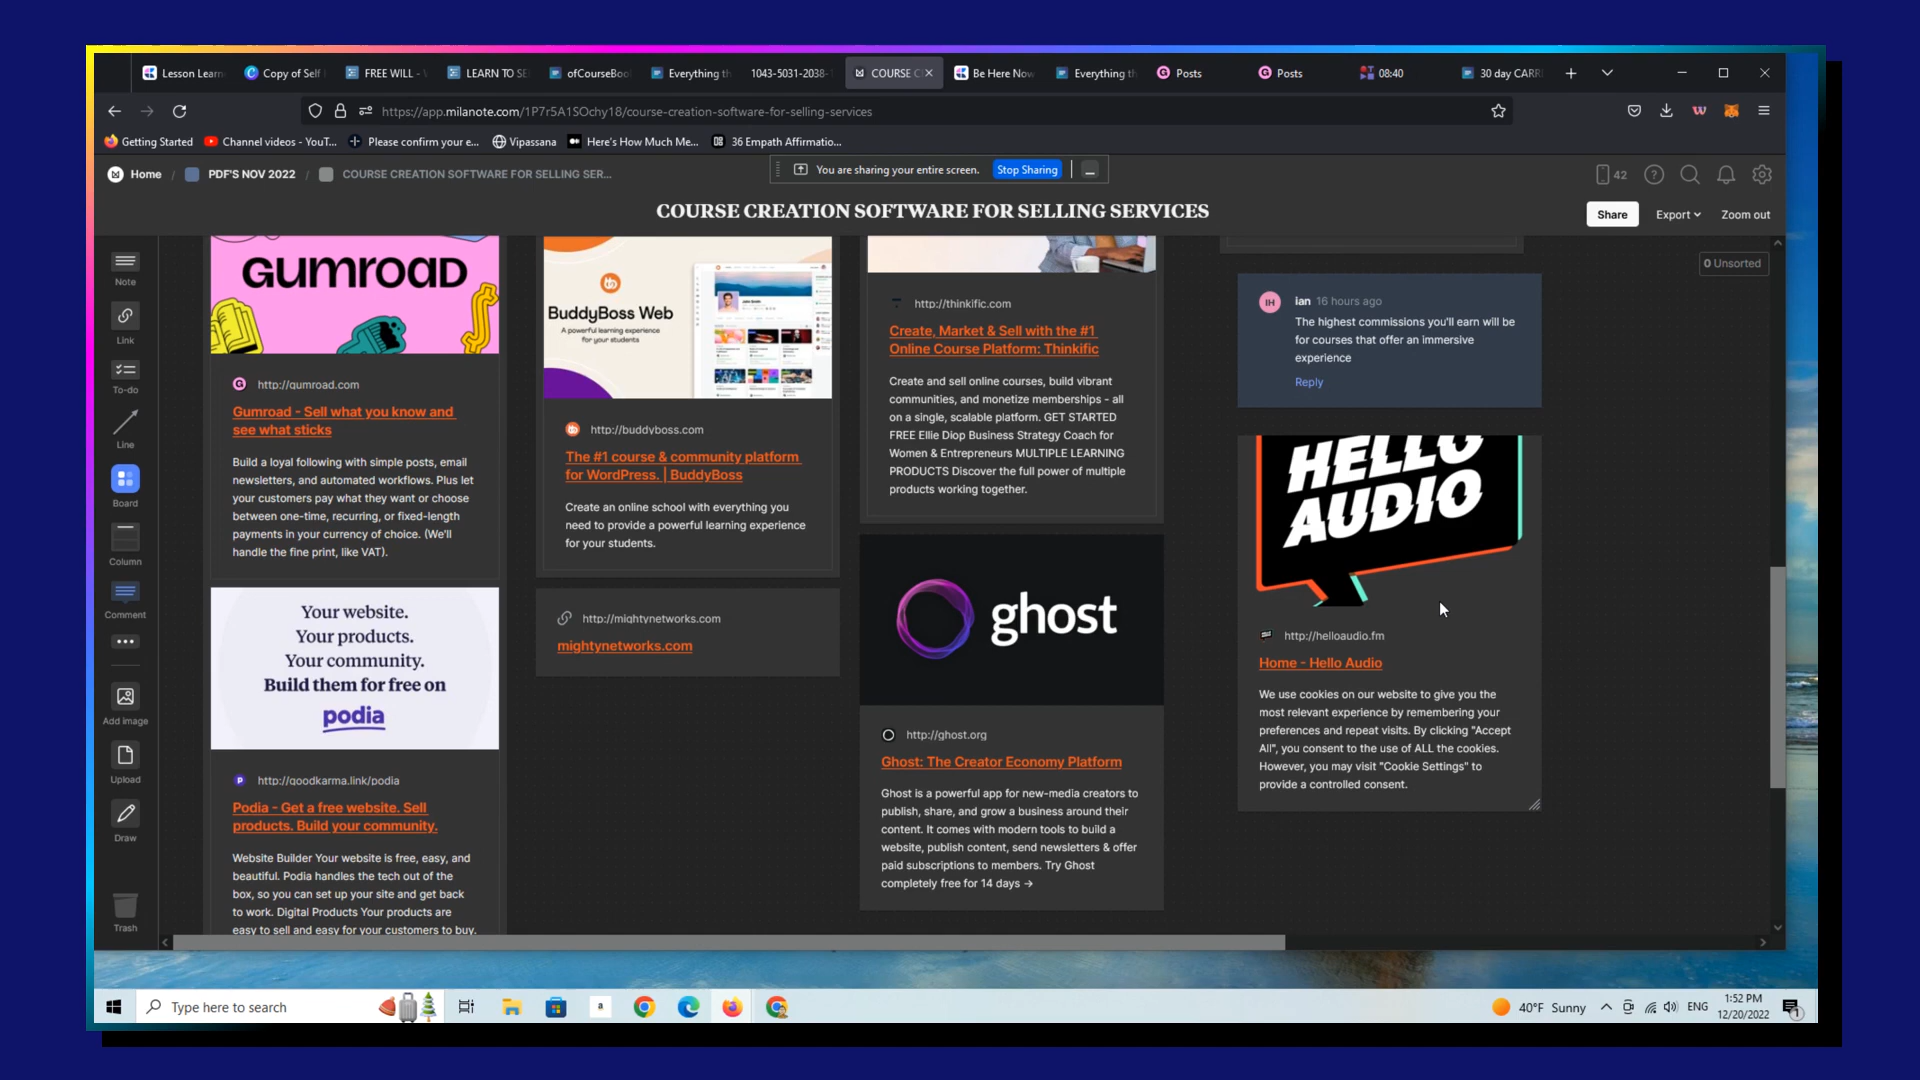 Lesson Learn
Copy of Self
FREE WILL -
LEARN TO SE
ofCourseBoo
Everything th
1043-5031-2038-
COURSE C
Be Here Now
Everything th
Posts
Posts
08:40
30 day CARR
https://app.milanote.com/1P7r5A1SOchy18/course-creation-software-for-selling-services
Getting Started
Channel videos - YouT...
Please confirm your e...
Vipassana
Here's How Much Me...
36 Empath Affirmatio...
Home / PDF'S NOV 2022 / COURSE CREATION SOFTWARE FOR SELLING SER...
You are sharing your entire screen.
Stop Sharing
42
COURSE CREATION SOFTWARE FOR SELLING SERVICES
Share
Export
Zoom out
0 Unsorted
Note
Link
To-do
Line
Board
Column
Comment
Add image
Upload
Draw
Trash
GUMROAD
http://gumroad.com
Gumroad - Sell what you know and
see what sticks
Build a loyal following with simple posts, email
newsletters, and automated workflows. Plus let
your customers pay what they want or choose
between one-time, recurring, or fixed-length
payments in your currency of choice. (We'll
handle the fine print, like VAT).
Your website.
Your products.
Your community.
Build them for free on
podia
http://goodkarma.link/podia
Podia - Get a free website. Sell
products. Build your community.
Website Builder Your website is free, easy, and
beautiful. Podia handles the tech out of the
box, so you can set up your site and get back
to work. Digital Products Your products are
easy to sell and easy for your customers to buy.
BuddyBoss Web
A powerful learning experience
for your students
http://buddyboss.com
The #1 course & community platform
for WordPress. | BuddyBoss
Create an online school with everything you
need to provide a powerful learning experience
for your students.
http://mightynetworks.com
mightynetworks.com
http://thinkific.com
Create, Market & Sell with the #1
Online Course Platform: Thinkific
Create and sell online courses, build vibrant
communities, and monetize memberships - all
on a single, scalable platform. GET STARTED
FREE Ellie Diop Business Strategy Coach for
Women & Entrepreneurs MULTIPLE LEARNING
PRODUCTS Discover the full power of multiple
products working together.
ghost
http://ghost.org
Ghost: The Creator Economy Platform
Ghost is a powerful app for new-media creators to
publish, share, and grow a business around their
content. It comes with modern tools to build a
website, publish content, send newsletters & offer
paid subscriptions to members. Try Ghost
completely free for 14 days →
IH
ian 16 hours ago
The highest commissions you'll earn will be
for courses that offer an immersive
experience
Reply
HELLO
AUDIO
http://helloaudio.fm
Home - Hello Audio
We use cookies on our website to give you the
most relevant experience by remembering your
preferences and repeat visits. By clicking "Accept
All", you consent to the use of ALL the cookies.
However, you may visit "Cookie Settings" to
provide a controlled consent.
Type here to search
40°F Sunny
ENG
1:52 PM
12/20/2022
1